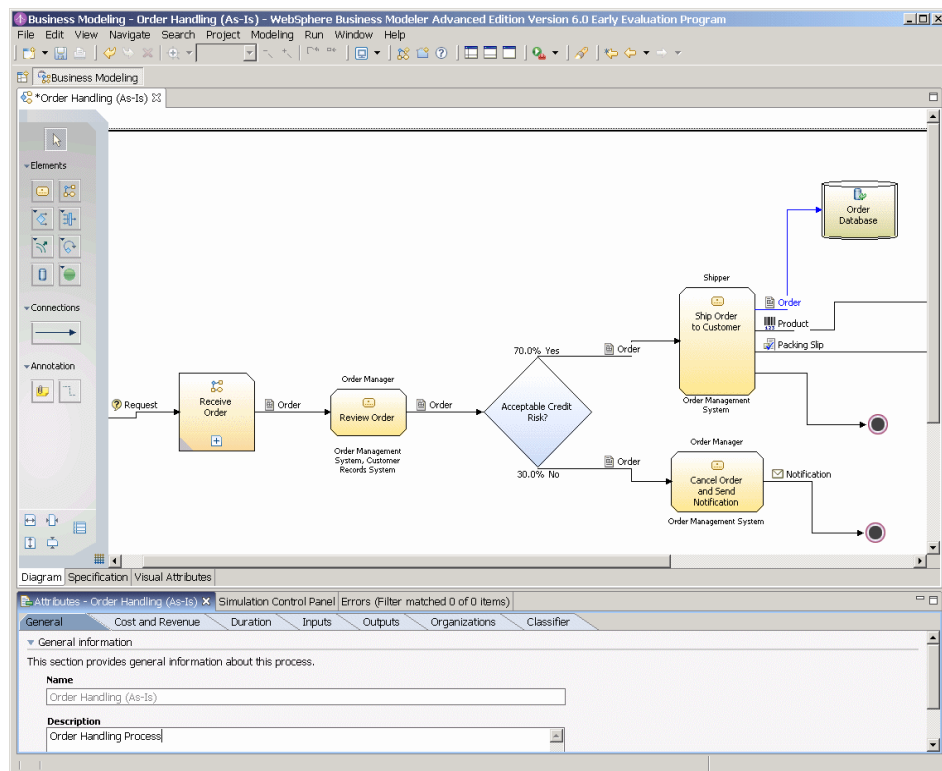 Business Modeling - Order Handling (As-Is) - WebSphere Business Modeler Advanced Edition Version 6.0 Early Evaluation Program
File Edit View Navigate Search Project Modeling Run Window Help
Business Modeling
*Order Handling (As-Is)
Elements
Connections
Annotation
Order
Database
Shipper
Ship Order
to Customer
Order
Product
Packing Slip
Order Management
System
Request
Receive
Order
Order
Order Manager
Review Order
Order Management
System, Customer
Records System
Order
70.0% Yes
Acceptable Credit
Risk?
30.0% No
Order
Order
Order Manager
Cancel Order
and Send
Notification
Order Management System
Notification
Diagram Specification Visual Attributes
Attributes - Order Handling (As-Is) Simulation Control Panel Errors (Filter matched 0 of 0 items)
General Cost and Revenue Duration Inputs Outputs Organizations Classifier
General information
This section provides general information about this process.
Name
Order Handling (As-Is)
Description
Order Handling Process